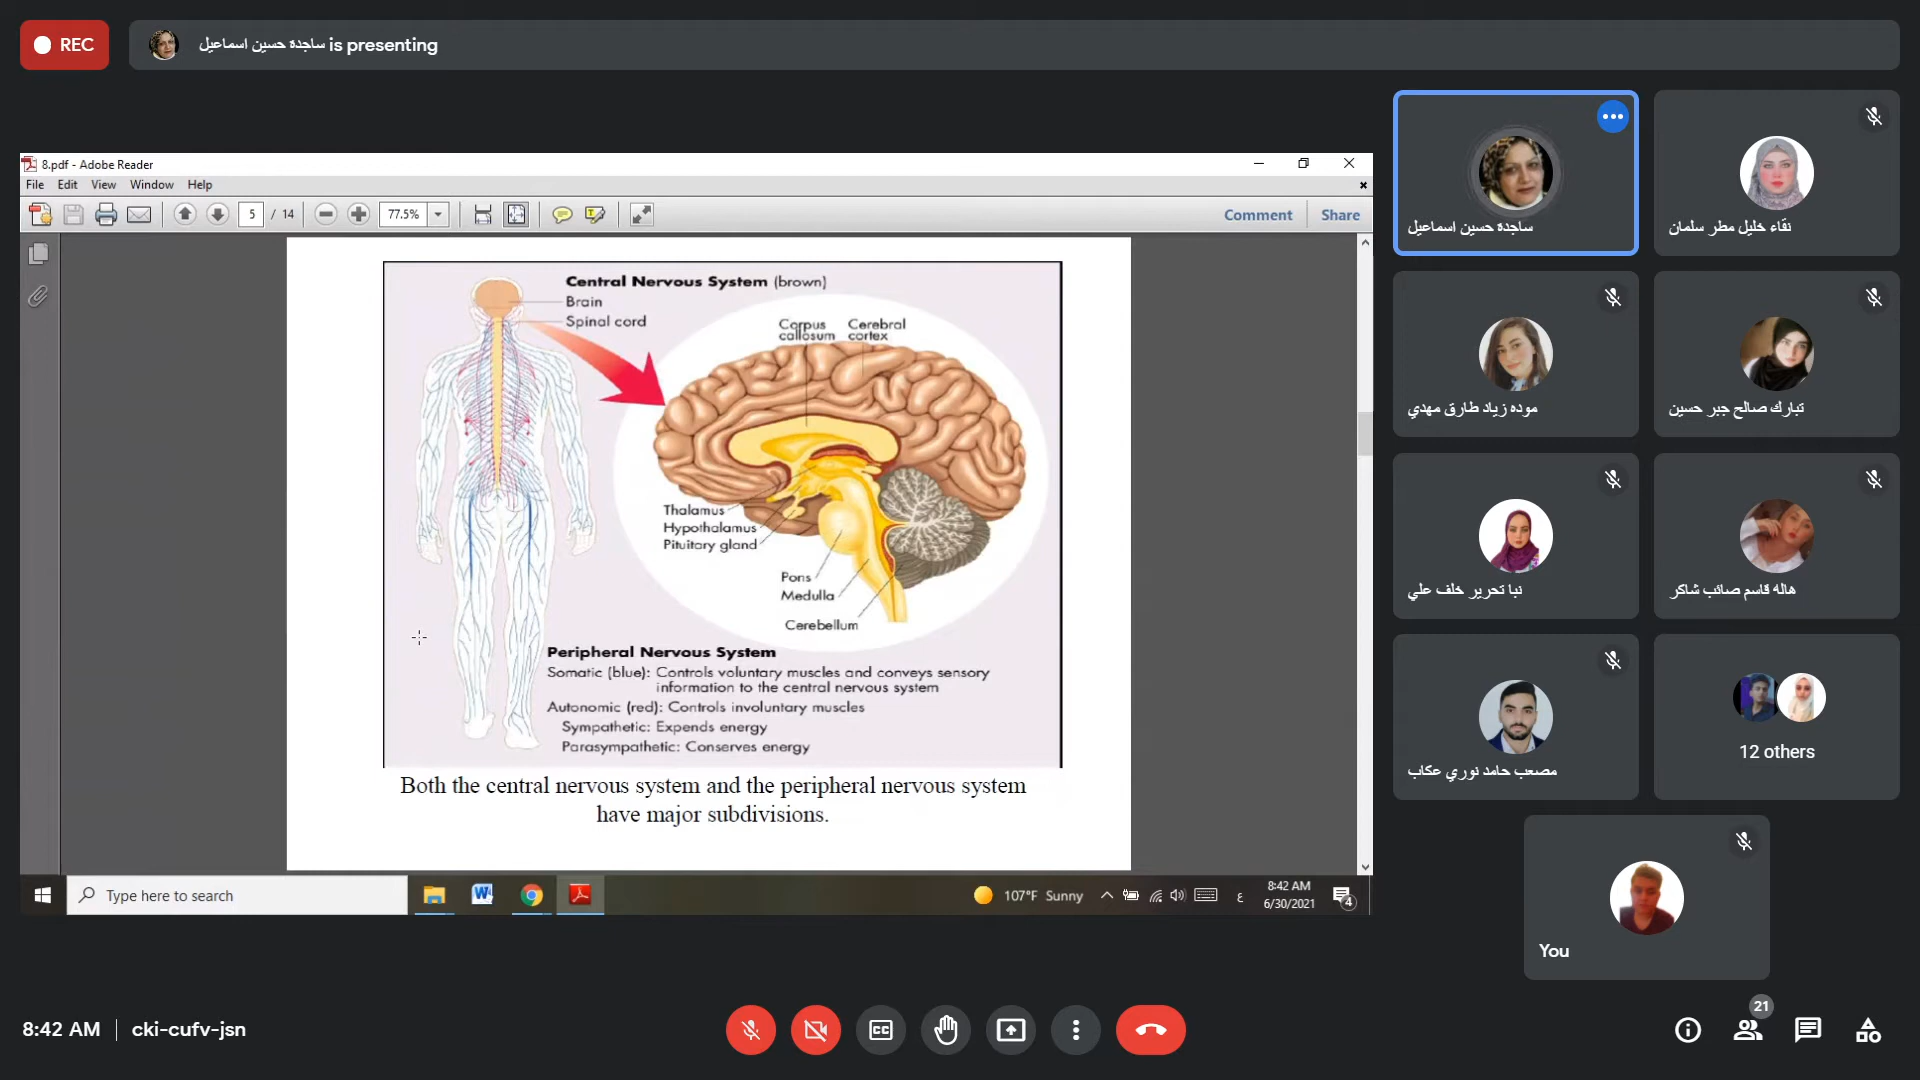 REC
ساجدة حسين اسماعيل is presenting
8.pdf - Adobe Reader
File Edit View Window Help
5 / 14 77.5% Comment Share
Central Nervous System (brown)
Brain
Spinal cord
Corpus callosum
Cerebral cortex
Thalamus
Hypothalamus
Pituitary gland
Pons
Medulla
Cerebellum
Peripheral Nervous System
Somatic (blue): Controls voluntary muscles and conveys sensory
information to the central nervous system
Autonomic (red): Controls involuntary muscles
Sympathetic: Expends energy
Parasympathetic: Conserves energy
Both the central nervous system and the peripheral nervous system
have major subdivisions.
Type here to search
107°F Sunny
ع
8:42 AM
6/30/2021
4
ساجدة حسين اسماعيل
نقاء خليل مطر سلمان
موده زياد طارق مهدي
تبارك صالح جبر حسين
نبا تحرير خلف علي
هاله قاسم صائب شاكر
مصعب حامد نوري عكاب
12 others
You
8:42 AM | cki-cufv-jsn
CC
21